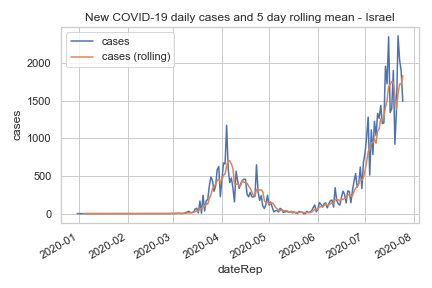 New COVID-19 daily cases and 5 day rolling mean - Israel
cases
cases (rolling)
cases
2000
1500
1000
500
0
2020-01
2020-02
2020-03
2020-04
2020-05
2020-06
2020-07
2020-08
dateRep